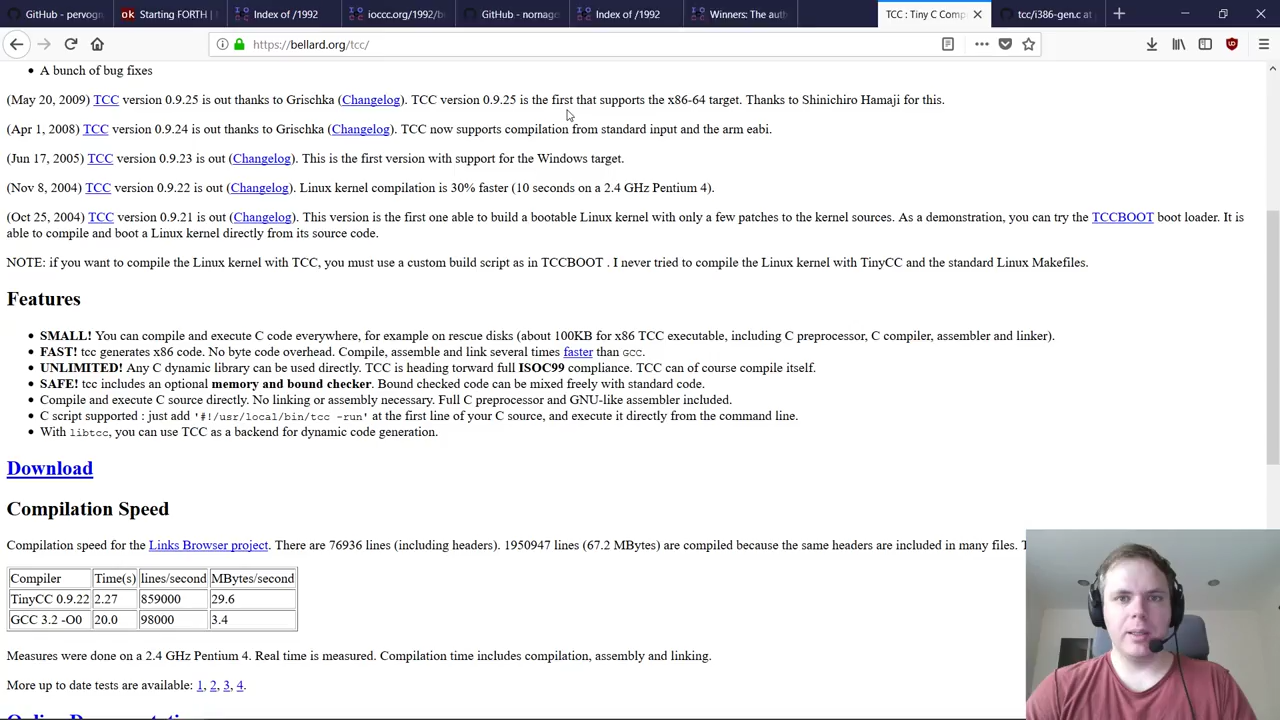 GitHub - pervogn
Starting FORTH |
Index of /1992
ioccc.org/1992/b
GitHub - nornago
Index of /1992
Winners: The auth
TCC : Tiny C Comp
tcc/i386-gen.c at
https://bellard.org/tcc/
A bunch of bug fixes
(May 20, 2009) TCC version 0.9.25 is out thanks to Grischka (Changelog). TCC version 0.9.25 is the first that supports the x86-64 target. Thanks to Shinichiro Hamaji for this.
(Apr 1, 2008) TCC version 0.9.24 is out thanks to Grischka (Changelog). TCC now supports compilation from standard input and the arm eabi.
(Jun 17, 2005) TCC version 0.9.23 is out (Changelog). This is the first version with support for the Windows target.
(Nov 8, 2004) TCC version 0.9.22 is out (Changelog). Linux kernel compilation is 30% faster (10 seconds on a 2.4 GHz Pentium 4).
(Oct 25, 2004) TCC version 0.9.21 is out (Changelog). This version is the first one able to build a bootable Linux kernel with only a few patches to the kernel sources. As a demonstration, you can try the TCCBOOT boot loader. It is
able to compile and boot a Linux kernel directly from its source code.
NOTE: if you want to compile the Linux kernel with TCC, you must use a custom build script as in TCCBOOT . I never tried to compile the Linux kernel with TinyCC and the standard Linux Makefiles.
Features
SMALL! You can compile and execute C code everywhere, for example on rescue disks (about 100KB for x86 TCC executable, including C preprocessor, C compiler, assembler and linker).
FAST! tcc generates x86 code. No byte code overhead. Compile, assemble and link several times faster than GCC.
UNLIMITED! Any C dynamic library can be used directly. TCC is heading torward full ISOC99 compliance. TCC can of course compile itself.
SAFE! tcc includes an optional memory and bound checker. Bound checked code can be mixed freely with standard code.
Compile and execute C source directly. No linking or assembly necessary. Full C preprocessor and GNU-like assembler included.
C script supported : just add '#!/usr/local/bin/tcc -run' at the first line of your C source, and execute it directly from the command line.
With libtcc, you can use TCC as a backend for dynamic code generation.
Download
Compilation Speed
Compilation speed for the Links Browser project. There are 76936 lines (including headers). 1950947 lines (67.2 MBytes) are compiled because the same headers are included in many files.
Compiler Time(s) lines/second MBytes/second
TinyCC 0.9.22 2.27 859000 29.6
GCC 3.2 -O0 20.0 98000 3.4
Measures were done on a 2.4 GHz Pentium 4. Real time is measured. Compilation time includes compilation, assembly and linking.
More up to date tests are available: 1, 2, 3, 4.
Online Documentation